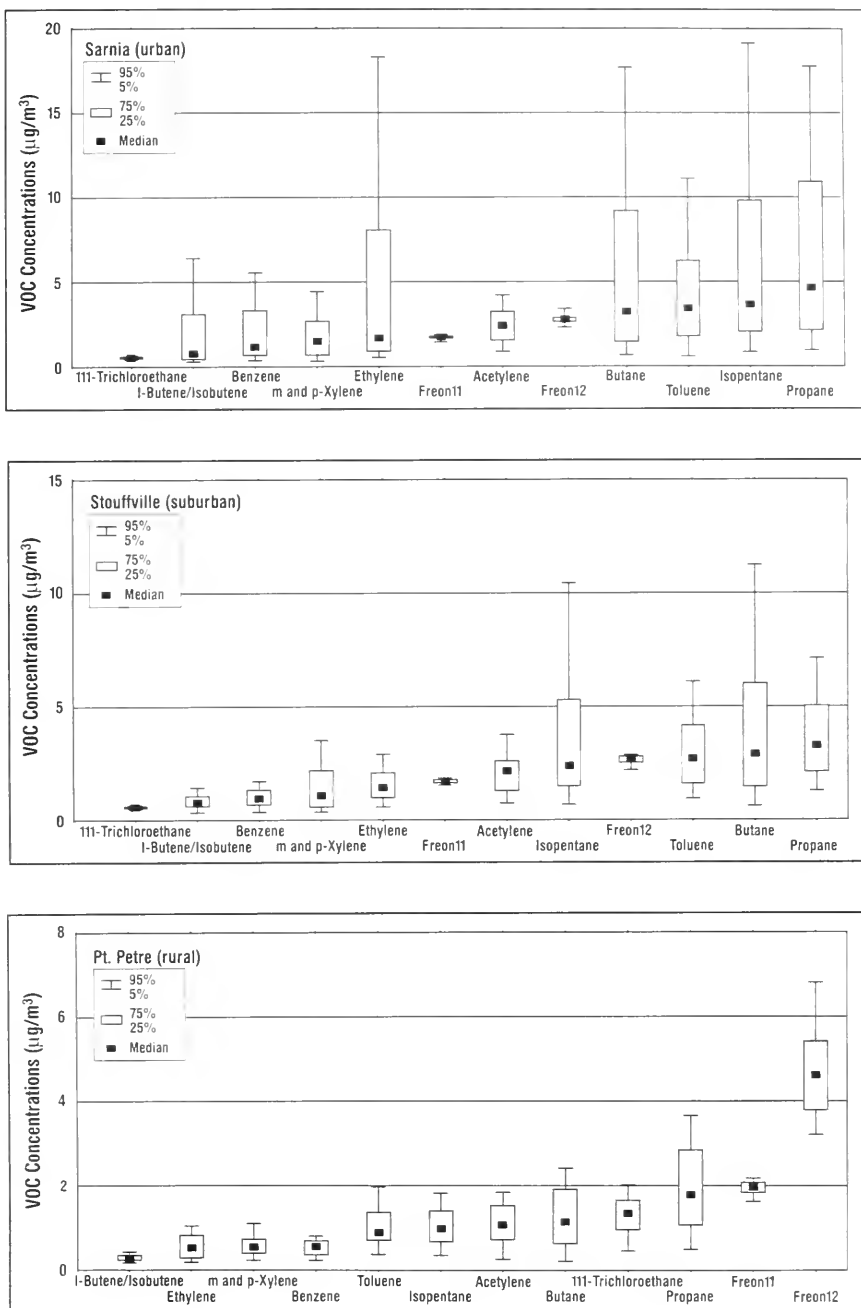 20
15
10
5
0
VOC Concentrations (µg/m³)
Sarnia (urban)
95%
5%
75%
25%
Median
111-Trichloroethane Benzene Ethylene Acetylene Butane Isopentane
l-Butene/Isobutene m and p-Xylene Freon11 Freon12 Toluene Propane
15
10
5
0
VOC Concentrations (µg/m³)
Stouffville (suburban)
95%
5%
75%
25%
Median
111-Trichloroethane Benzene Ethylene Acetylene Freon12 Butane
l-Butene/Isobutene m and p-Xylene Freon11 Isopentane Toluene Propane
8
6
4
2
0
VOC Concentrations (µg/m³)
Pt. Petre (rural)
95%
5%
75%
25%
Median
l-Butene/Isobutene m and p-Xylene Toluene Acetylene 111-Trichloroethane Freon11
Ethylene Benzene Isopentane Butane Propane Freon12